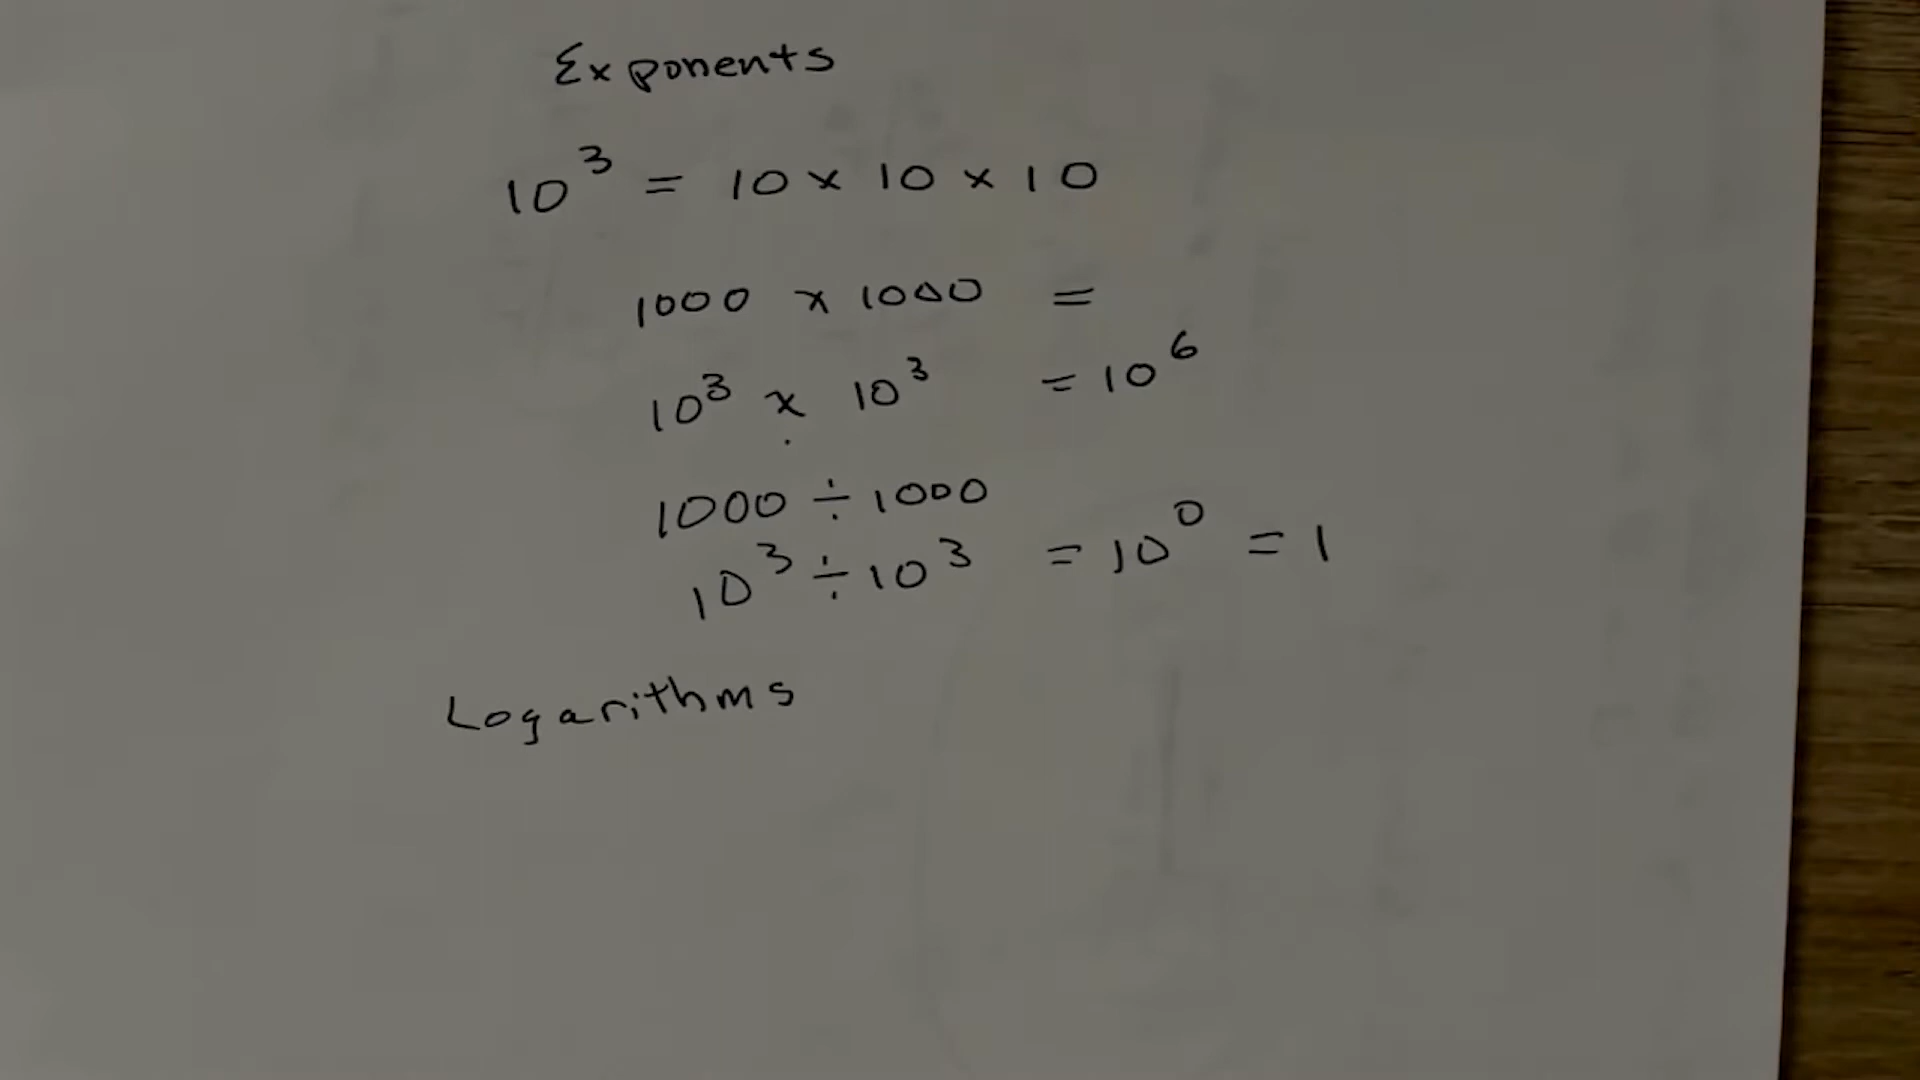 Exponents
10³ = 10 x 10 x 10
1000 x 1000 =
10³ x 10³ = 10⁶
1000 ÷ 1000
10³ ÷ 10³ = 10⁰ = 1
Logarithms